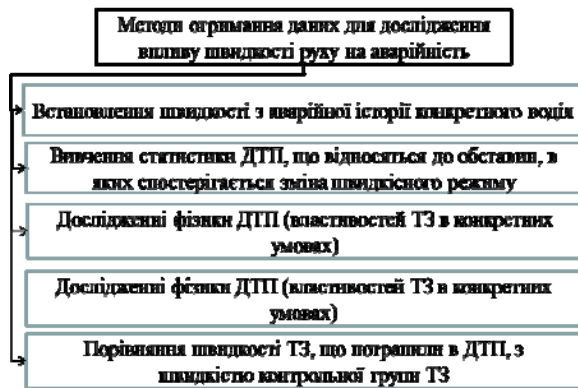 Методи отримання даних для дослідження
впливу швидкості руху на аварійність
Встановлення швидкості з аварійної історії конкретного водія
Вивчення статистики ДТП, що відносяться до обставин, в
яких спостерігається зміна швидкісного режиму
Дослідженні фізики ДТП (властивостей ТЗ в конкретних
умовах)
Дослідженні фізики ДТП (властивостей ТЗ в конкретних
умовах)
Порівняння швидкості ТЗ, що потрапили в ДТП, з
швидкістю контрольної групи ТЗ